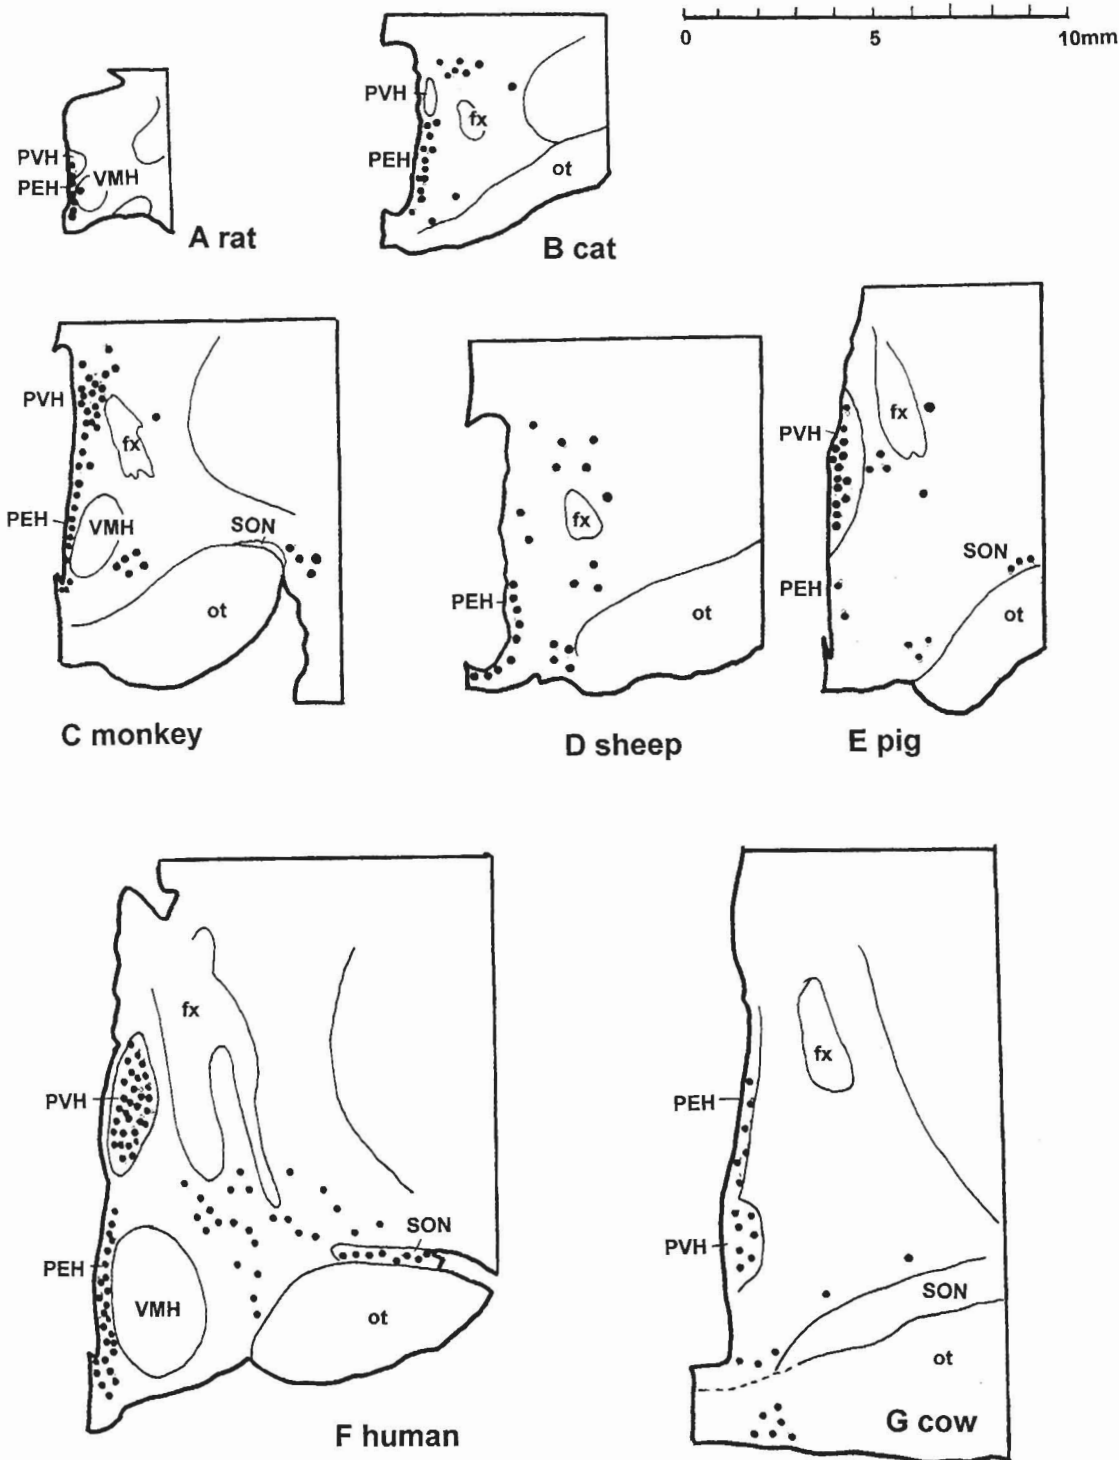 0 5 10mm
PVH
fx
PEH
ot
B cat
PVH
PEH
VMH
A rat
PVH
fx
PEH
VMH
SON
ot
C monkey
fx
PEH
ot
D sheep
fx
PVH
SON
PEH
ot
E pig
fx
PVH
SON
PEH
VMH
ot
F human
fx
PEH
PVH
SON
ot
G cow